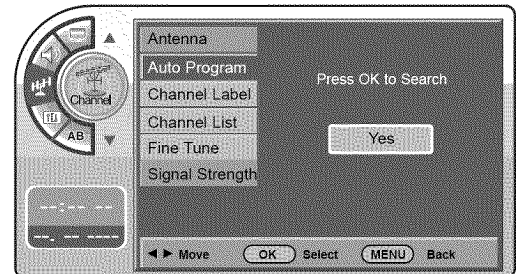 Channel
AB
--:-- --
--. -- ----
Antenna
Auto Program
Channel Label
Channel List
Fine Tune
Signal Strength
Press OK to Search
Yes
◄ ► Move OK Select MENU Back